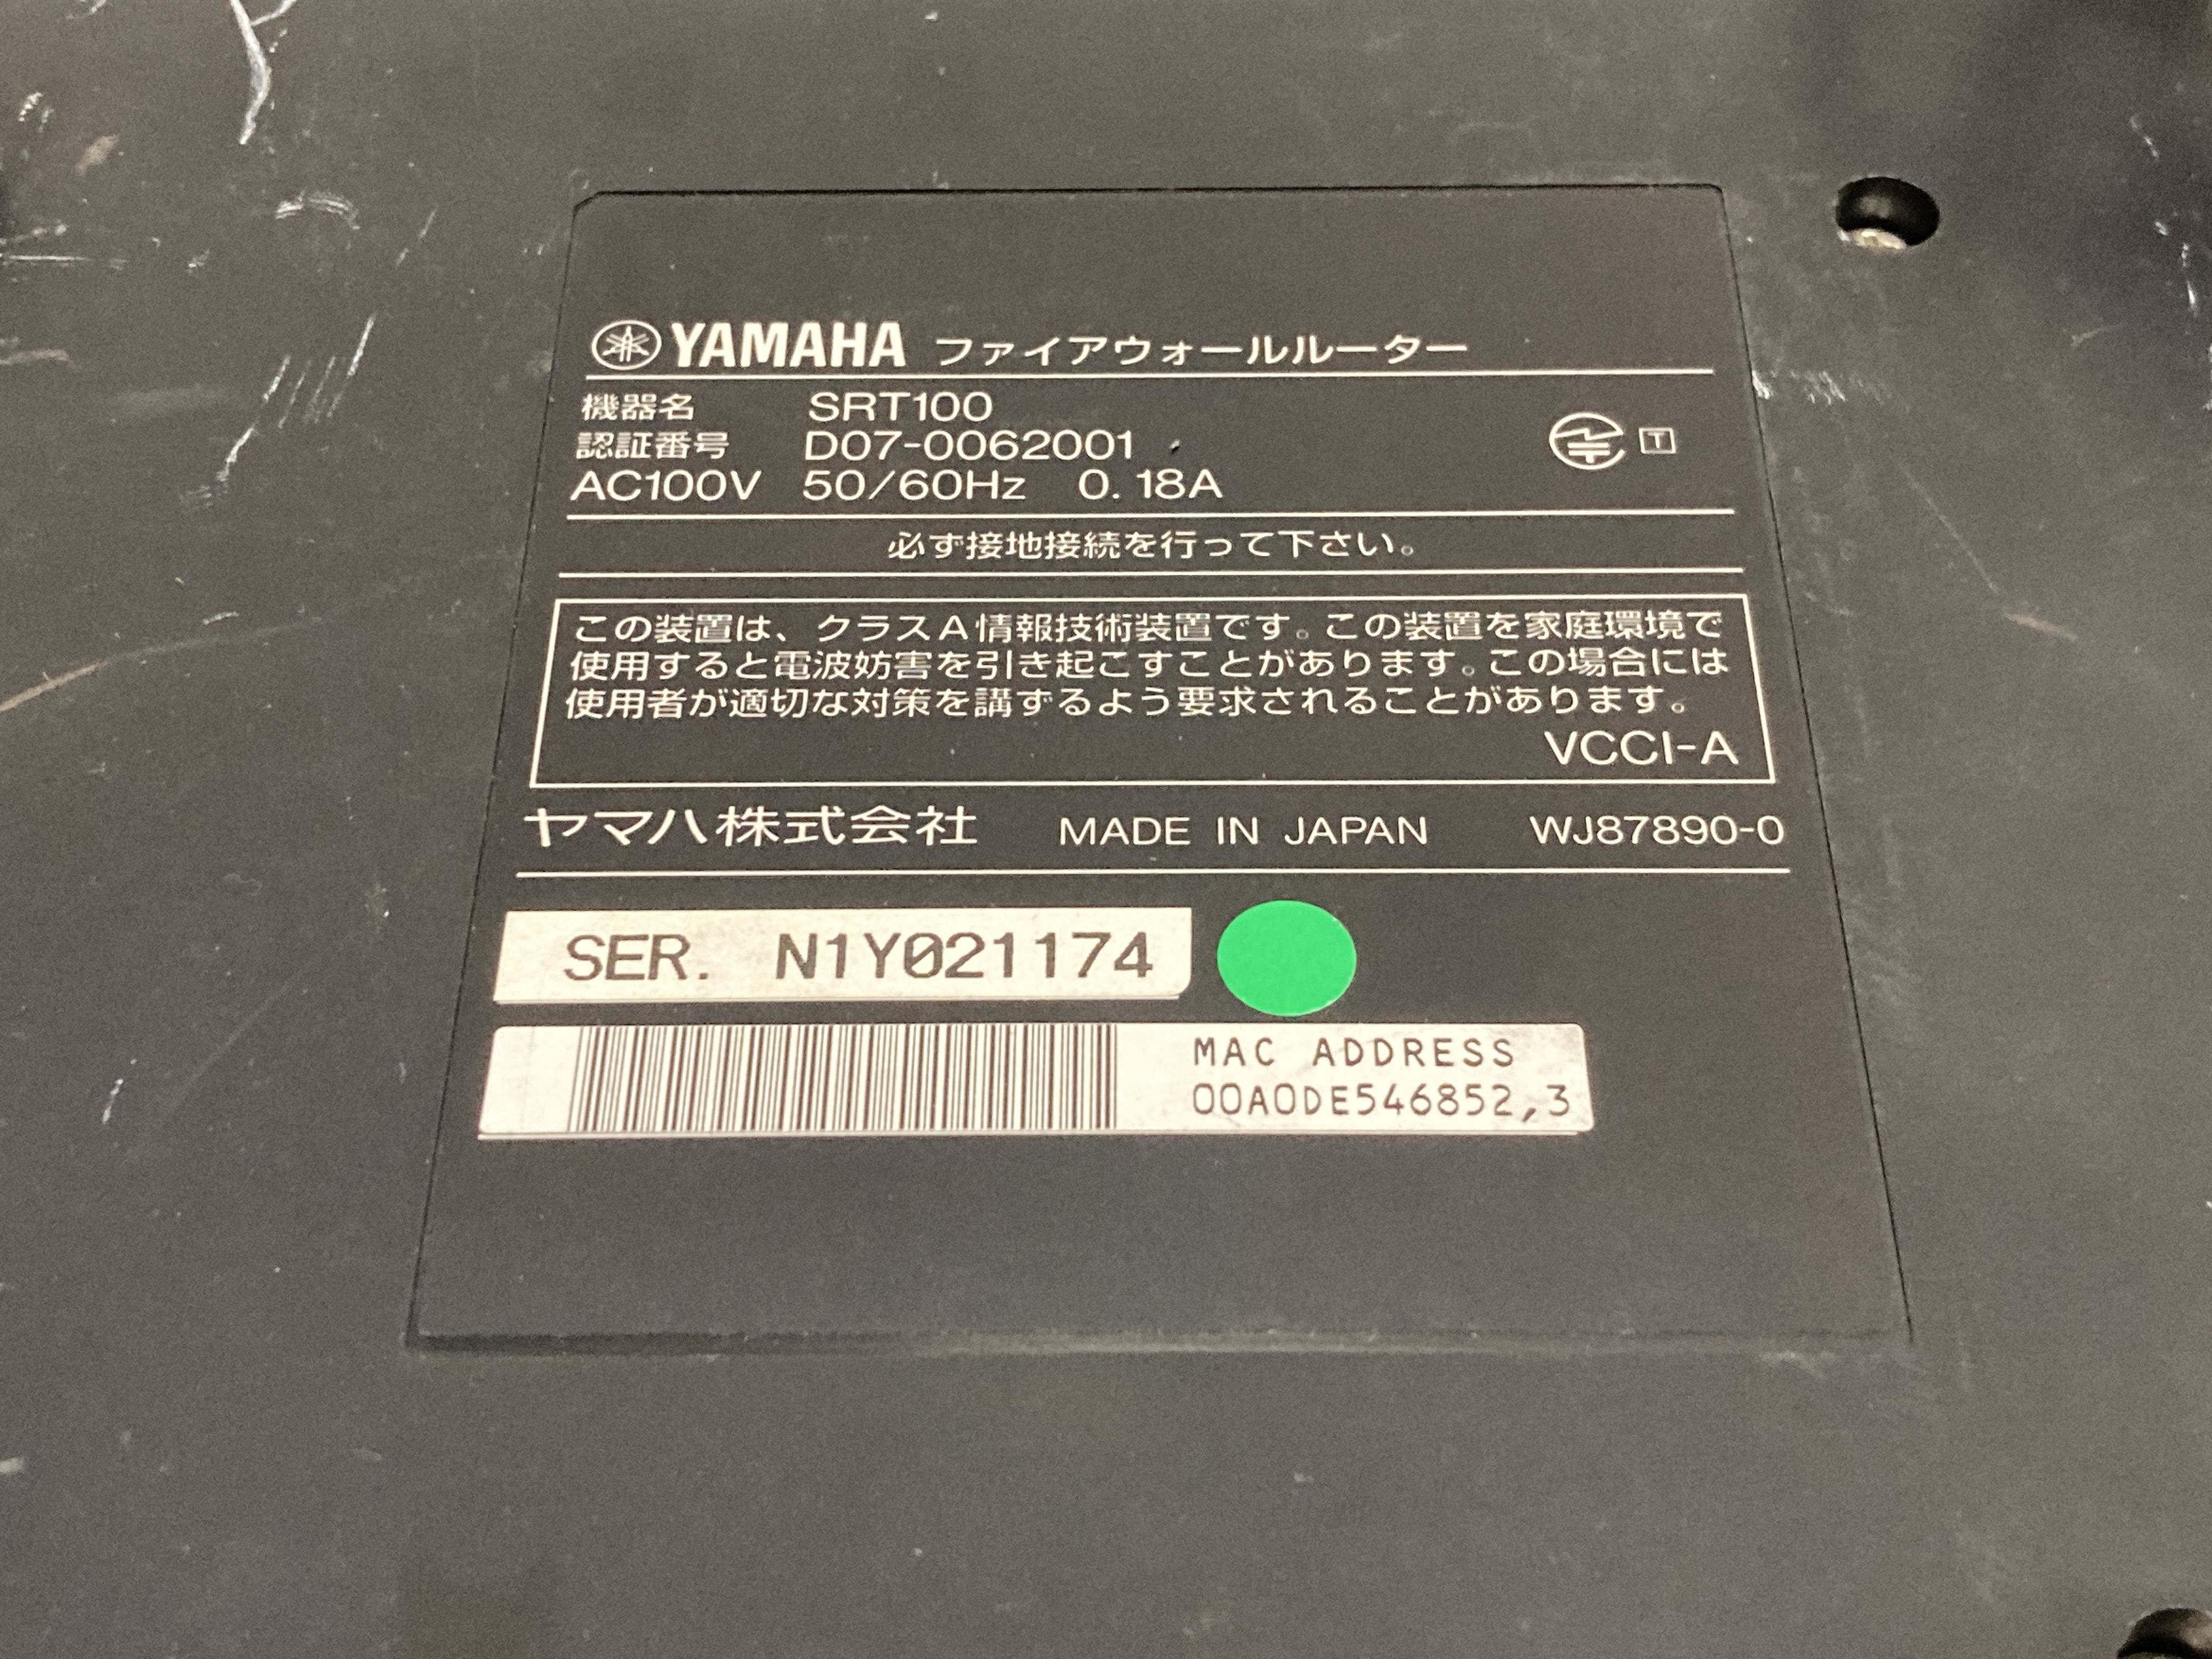 YAMAHA ファイアウォールルーター
機器名 SRT100
認証番号 D07-0062001
T
AC100V 50/60Hz 0.18A
必ず接地接続を行って下さい。
この装置は、クラスA情報技術装置です。この装置を家庭環境で
使用すると電波妨害を引き起こすことがあります。この場合には
使用者が適切な対策を講ずるよう要求されることがあります。
VCCI-A
ヤマハ株式会社 MADE IN JAPAN WJ87890-0
SER. N1Y021174
MAC ADDRESS
00A0DE546852,3